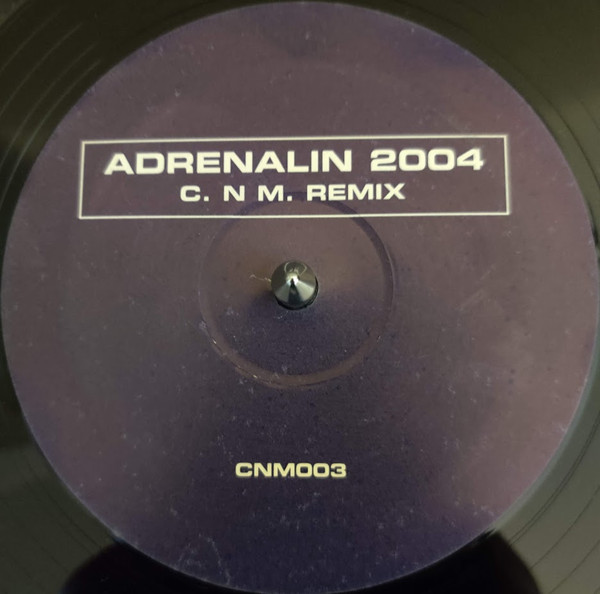 ADRENALIN 2004
C. N M. REMIX
CNM003